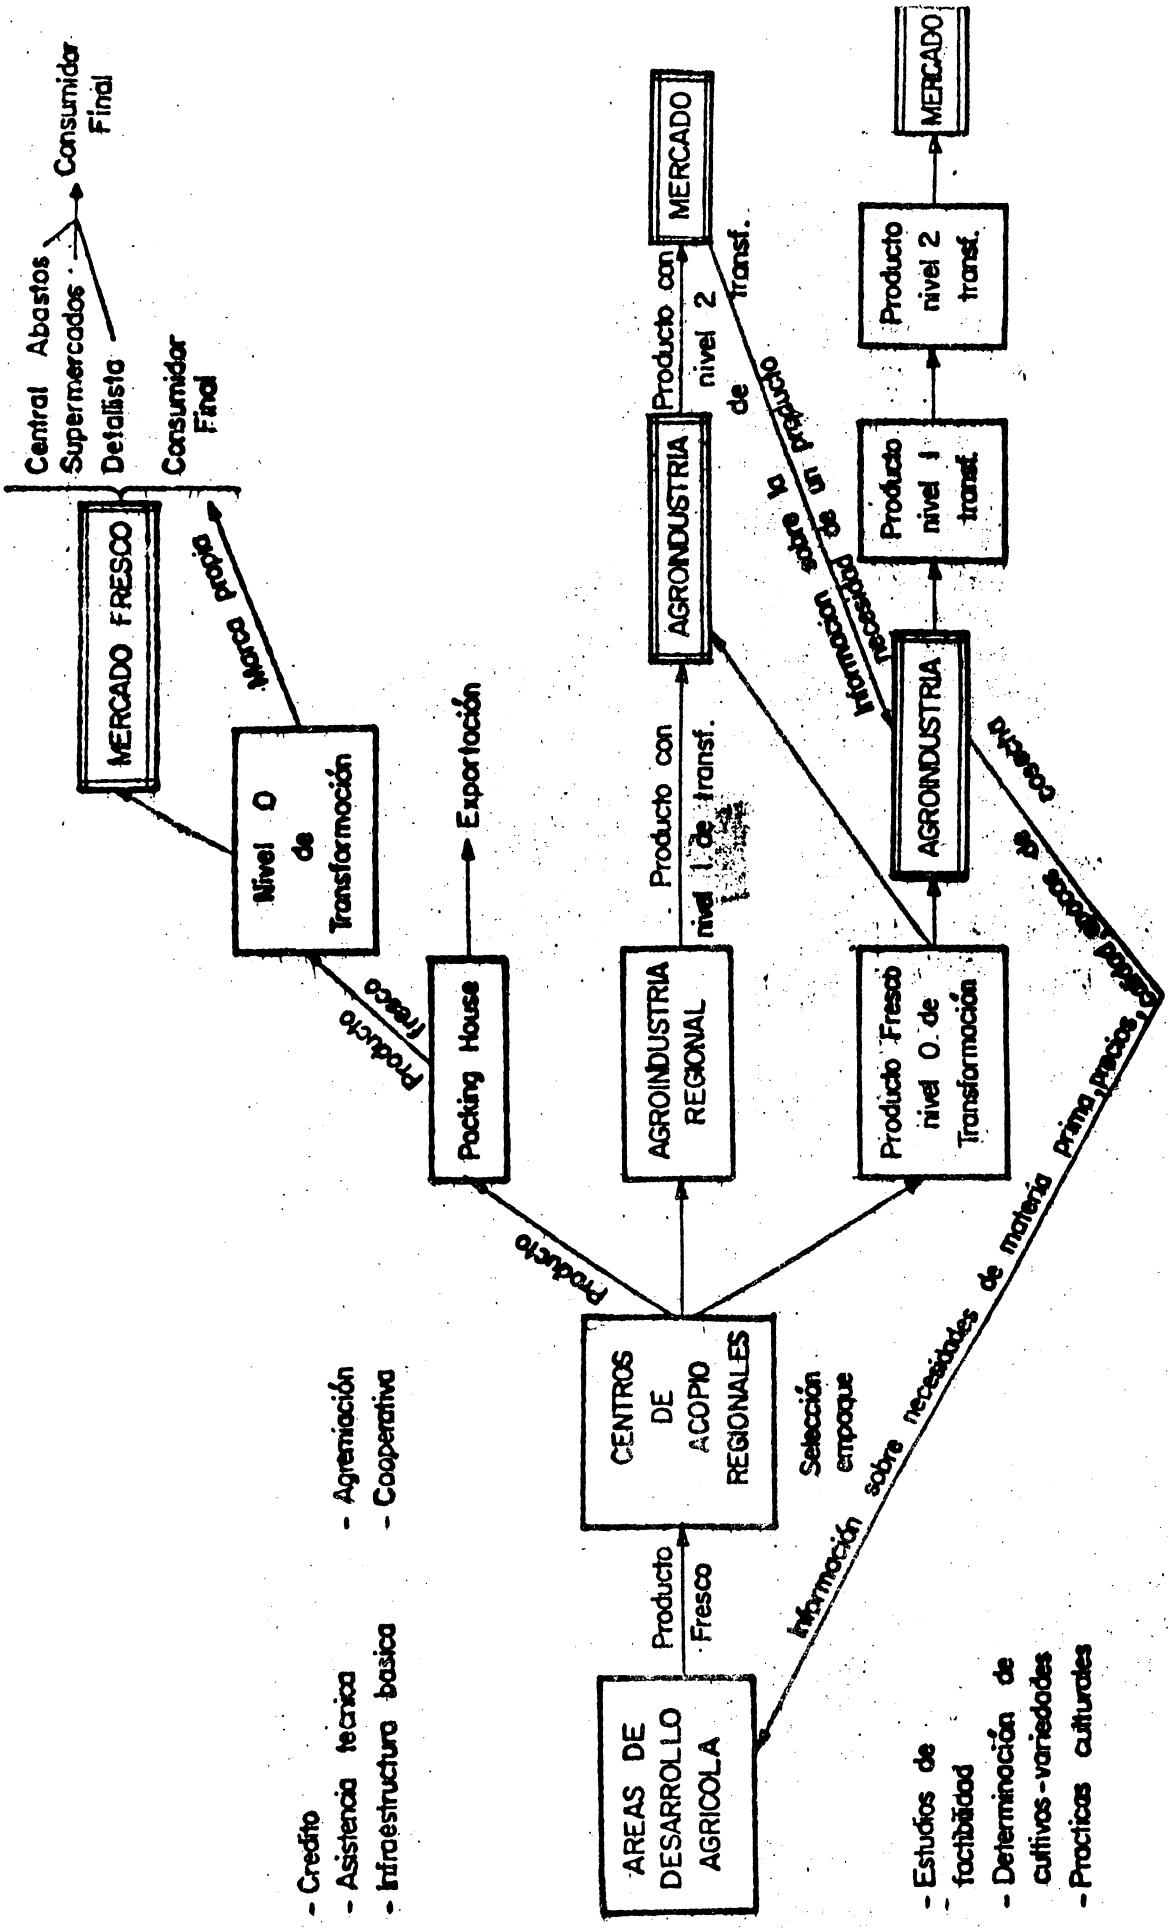 - Credito
- Asistencia tecnica
- Infraestructura basica
- Agremiación
- Cooperativa
AREAS DE
DESARROLLO
AGRICOLA
- Estudios de
factibilidad
- Determinación de
cultivos-variedades
- Practicas culturales
Producto
Fresco
CENTROS
DE
ACOPIO
REGIONALES
Selección
empaque
Producto
Packing House
Exportación
Producto
fresco
Nivel O
de
Transformación
Marca propia
MERCADO FRESCO
Central Abastos
Supermercados
Detallista
Consumidor
Final
Consumidor
Final
AGROINDUSTRIA
REGIONAL
Producto con
nivel 1 de transf.
AGROINDUSTRIA
Producto con
nivel 2
de transf.
MERCADO
Información sobre la
necesidad de un producto
Producto Fresco
nivel O de
Transformación
AGROINDUSTRIA
Producto
nivel 1
transf.
Producto
nivel 2
transf.
MERCADO
Información sobre necesidades de materia prima, precios, calidad, epocas de cosecha